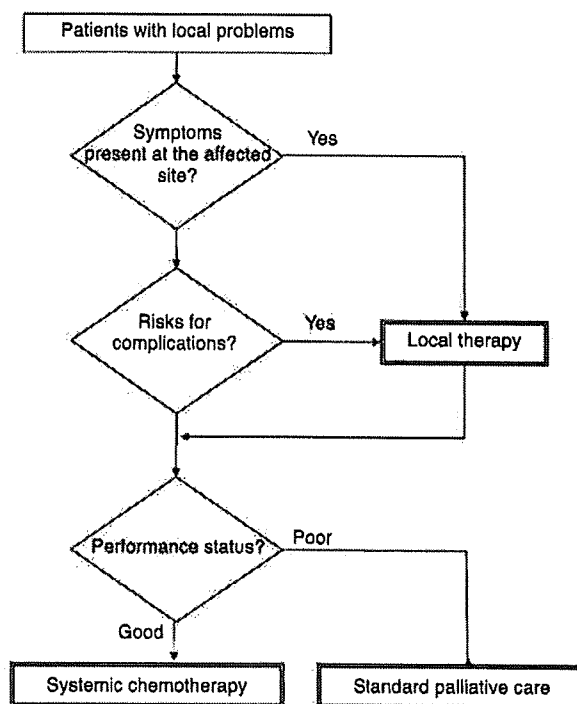 Patients with local problems
Symptoms
present at the affected
site?
Yes
Risks for
complications?
Yes
Local therapy
Performance status?
Poor
Good
Systemic chemotherapy
Standard palliative care